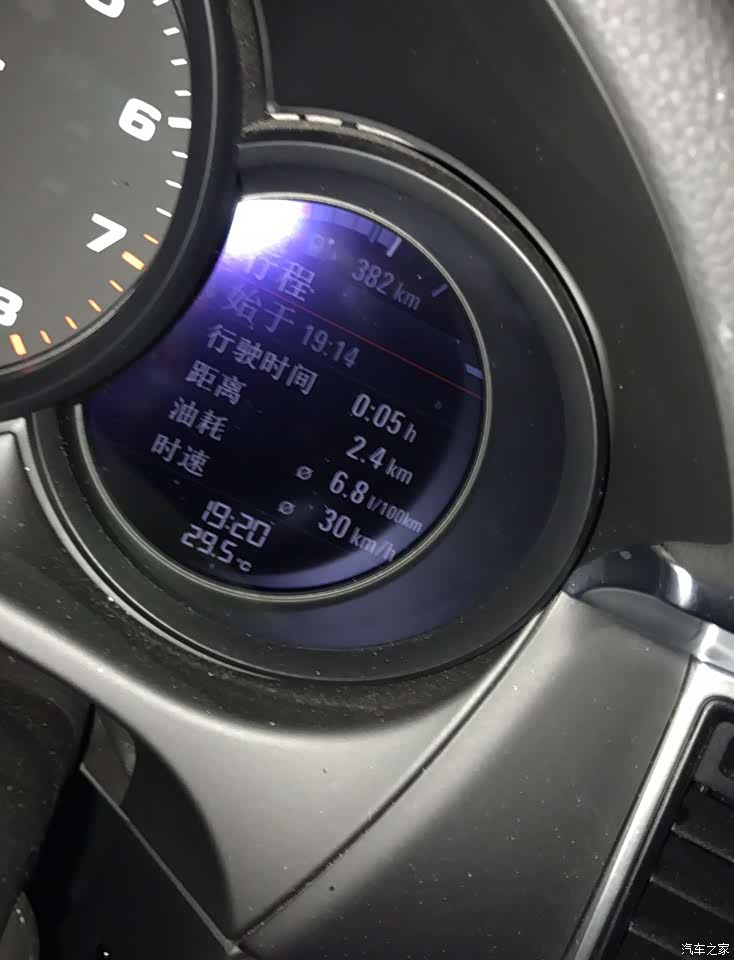 6
7
8
382 km
行程
始于 19:14
行驶时间 0:05 h
距离 2.4 km
油耗 ø 6.8 l/100km
时速 ø 30 km/h
19:20
29.5 °C
汽车之家